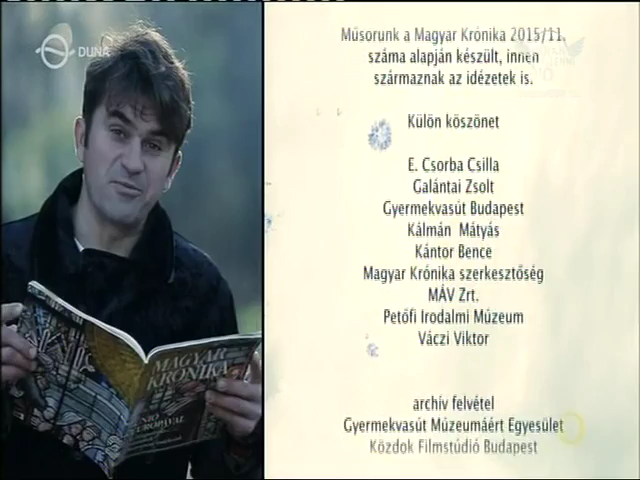 DUNA
MAGYAR
KRÓNIKA
Műsorunk a Magyar Krónika 2015/11.
száma alapján készült, innen
származnak az idézetek is.
Külön köszönet
E. Csorba Csilla
Galántai Zsolt
Gyermekvasút Budapest
Kálmán Mátyás
Kántor Bence
Magyar Krónika szerkesztőség
MÁV Zrt.
Petőfi Irodalmi Múzeum
Váczi Viktor
archív felvétel
Gyermekvasút Múzeumáért Egyesület
Közdok Filmstúdió Budapest